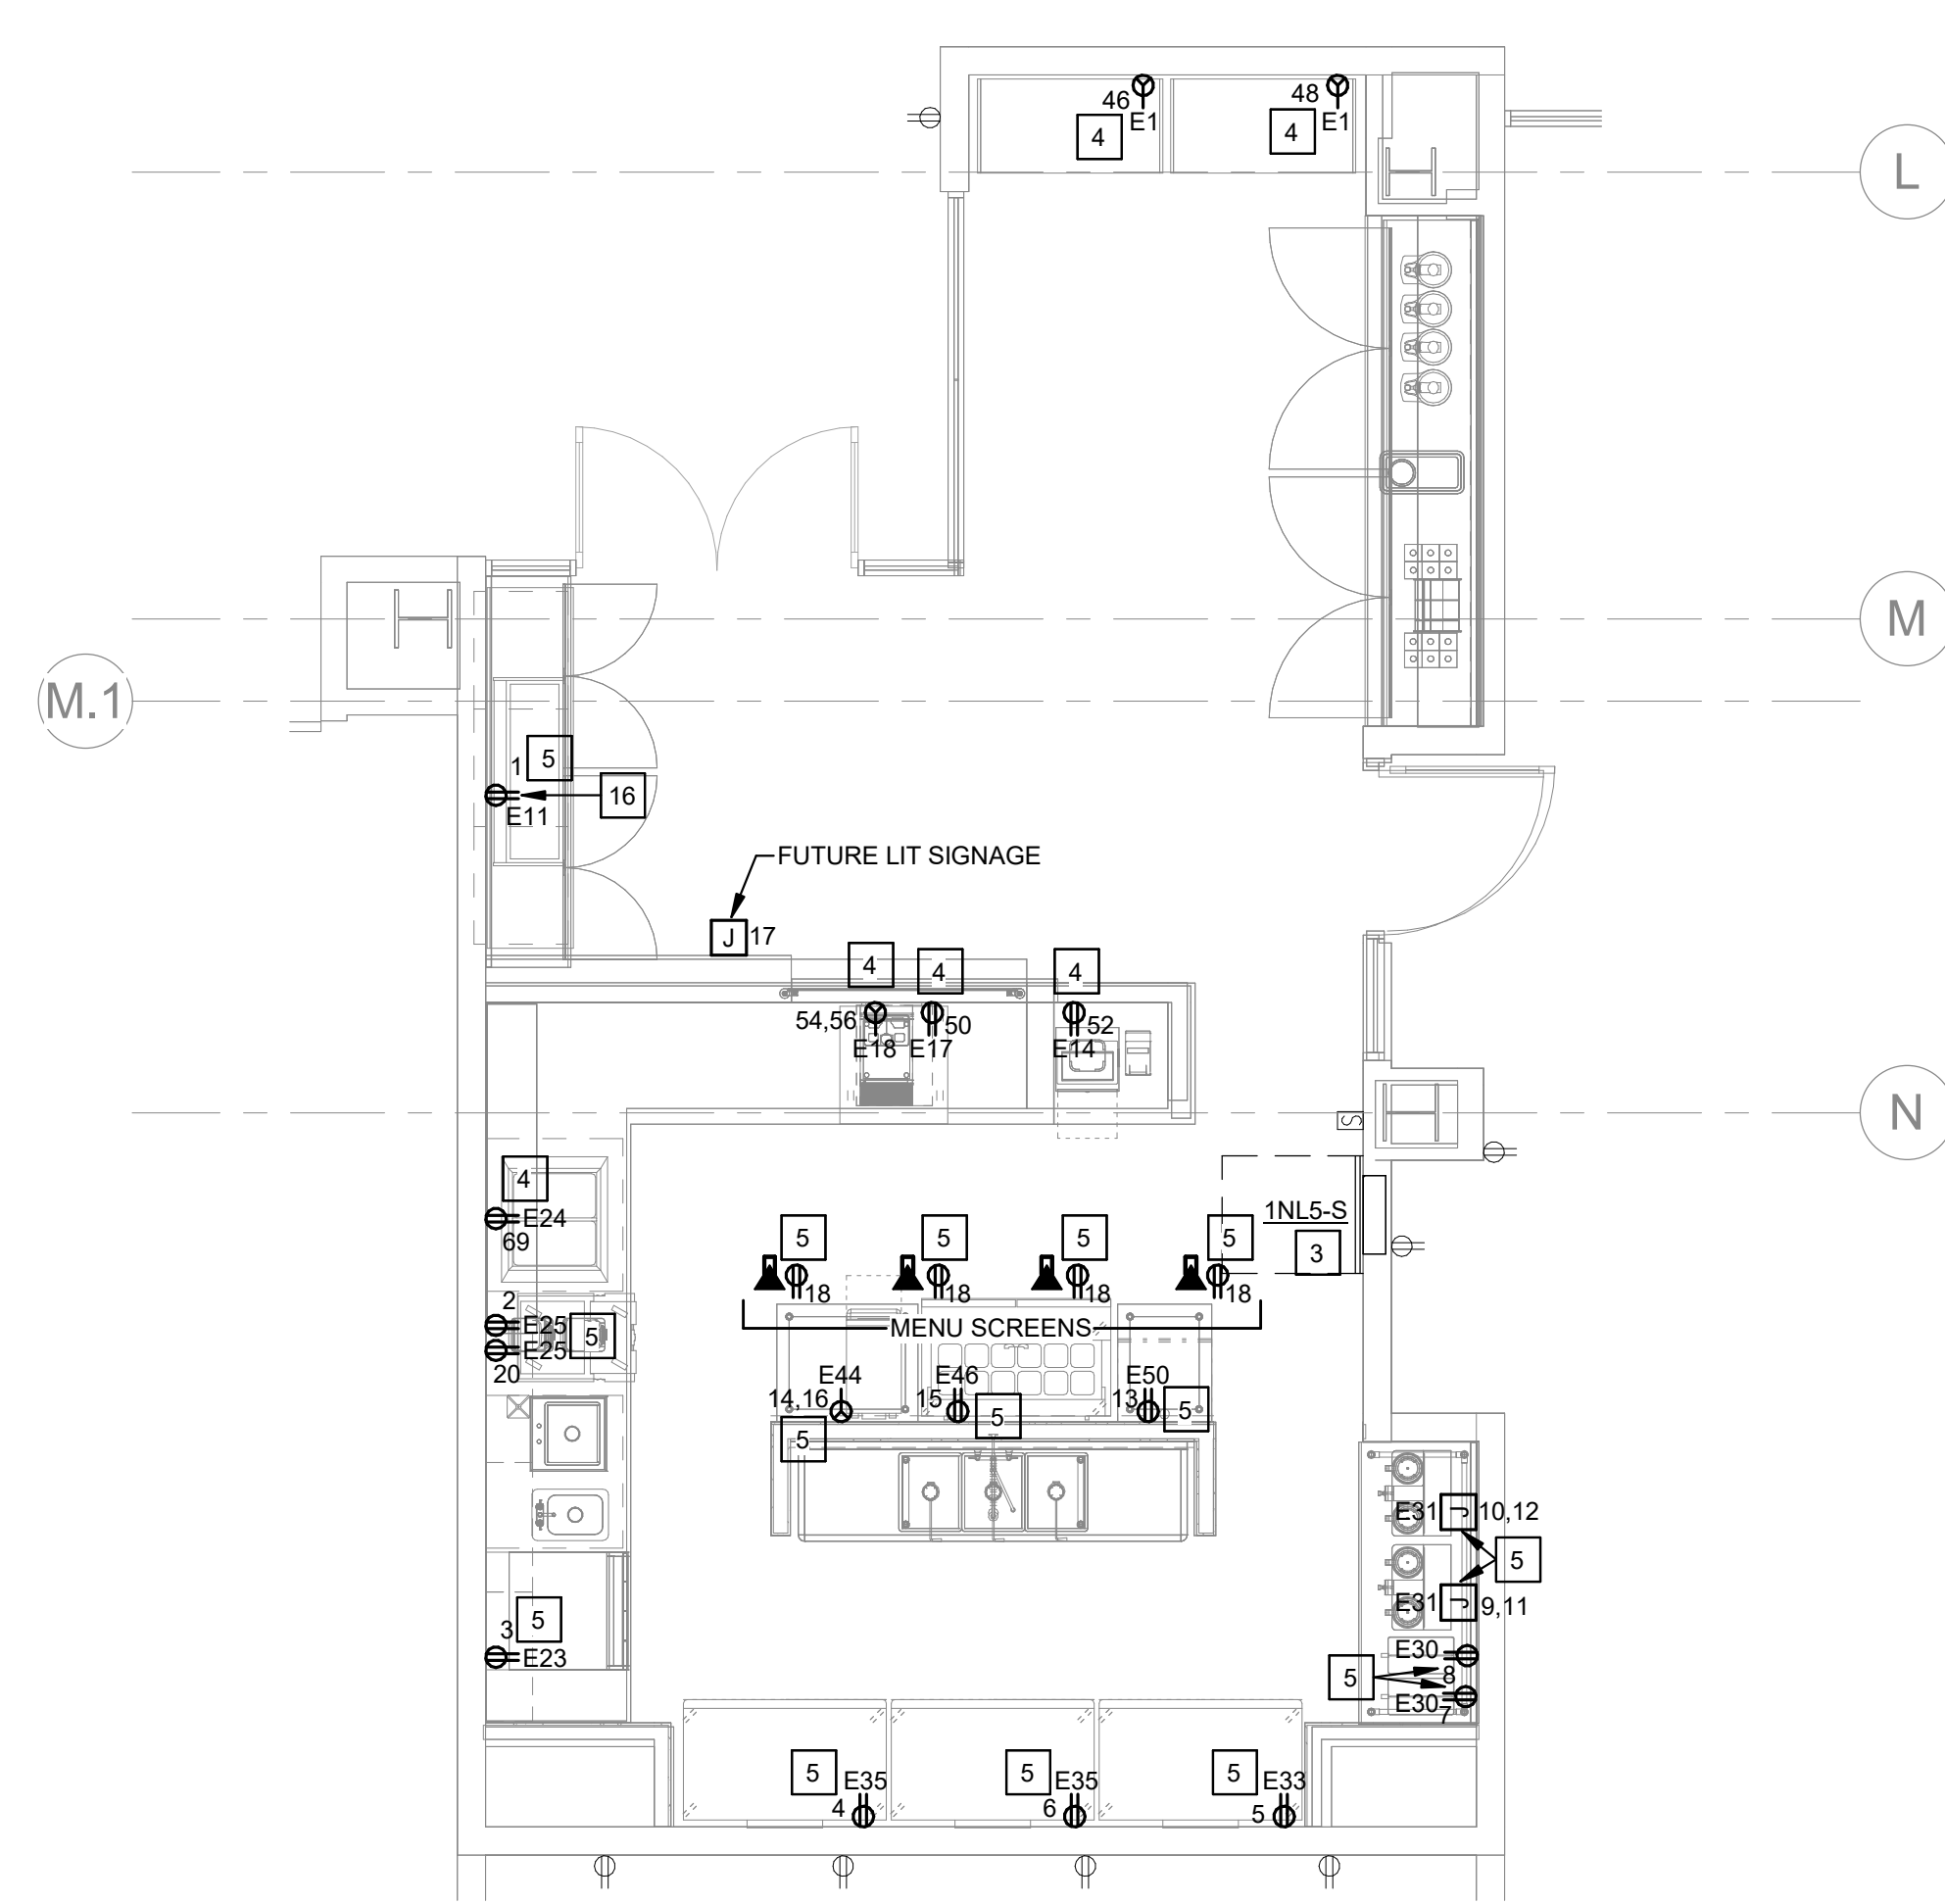 46
E1
4
48
E1
4
L
M
M.1
1
5
E11
16
FUTURE LIT SIGNAGE
J
17
4
4
4
54,56
E18
50
E17
52
E14
N
S
1NL5-S
3
4
E24
69
5
5
5
5
18
18
18
18
MENU SCREENS
2
E25
5
E25
20
E44
14,16
5
E46
15
5
E50
13
5
E31
J
10,12
5
E31
J
9,11
E30
8
5
E30
7
5
3
E23
5
E35
4
5
E35
6
5
E33
5